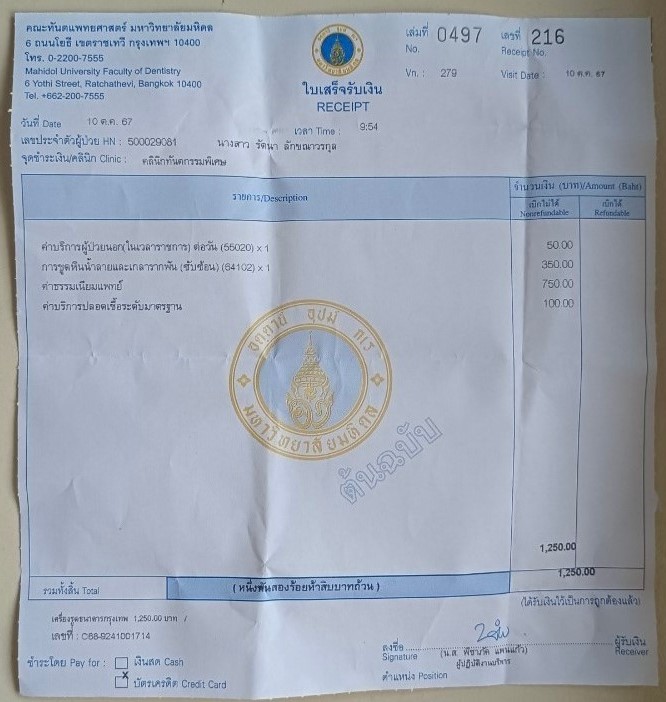 คณะทันตแพทยศาสตร์ มหาวิทยาลัยมหิดล
6 ถนนโยธี เขตราชเทวี กรุงเทพฯ 10400
โทร. 0-2200-7555
Mahidol University Faculty of Dentistry
6 Yothi Street, Ratchathevi, Bangkok 10400
Tel. +662-200-7555
ใบเสร็จรับเงิน
RECEIPT
เล่มที่ No. 0497 เลขที่ Receipt No. 216
Vn. : 279 Visit Date : 10 ต.ค. 67
วันที่ Date 10 ต.ค. 67 เวลา Time : 9:54
เลขประจำตัวผู้ป่วย HN : 500029081 นางสาว รัตนา ลักขณาวรกุล
จุดชำระเงิน/คลินิก Clinic : คลินิกทันตกรรมพิเศษ
รายการ/Description จำนวนเงิน (บาท)/Amount (Baht)
เบิกไม่ได้ Nonrefundable เบิกได้ Refundable
ค่าบริการผู้ป่วยนอก(ในเวลาราชการ) ต่อวัน (55020) x 1 50.00
การขูดหินน้ำลายและเกลารากฟัน (ซับซ้อน) (64102) x 1 350.00
ค่าธรรมเนียมแพทย์ 750.00
ค่าบริการปลอดเชื้อระดับมาตรฐาน 100.00
อตฺตานํ อุปมํ กเร
มหาวิทยาลัยมหิดล
ต้นฉบับ
1,250.00
รวมทั้งสิ้น Total (หนึ่งพันสองร้อยห้าสิบบาทถ้วน) 1,250.00
(ได้รับเงินไว้เป็นการถูกต้องแล้ว)
เครื่องรูดธนาคารกรุงเทพ 1,250.00 บาท /
เลขที่ : C68-9241001714
ลงชื่อ Signature ผู้รับเงิน Receiver
ผู้ปฏิบัติงานบริหาร
ตำแหน่ง Position
ชำระโดย Pay for : เงินสด Cash
X บัตรเครดิต Credit Card